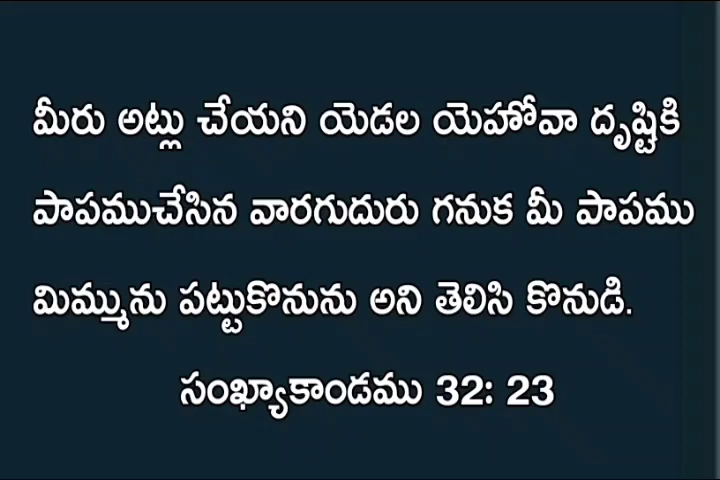 మీరు అట్లు చేయని యెడల యెహోవా దృష్టికి
పాపముచేసిన వారగుదురు గనుక మీ పాపము
మిమ్మును పట్టుకొనును అని తెలిసి కొనుడి.
సంఖ్యాకాండము 32: 23